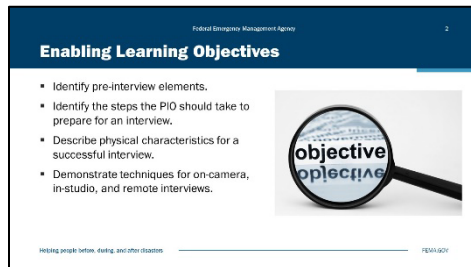 Federal Emergency Management Agency
2
Enabling Learning Objectives
▪ Identify pre-interview elements.
▪ Identify the steps the PIO should take to
prepare for an interview.
▪ Describe physical characteristics for a
successful interview.
▪ Demonstrate techniques for on-camera,
in-studio, and remote interviews.
objective
objective
Helping people before, during, and after disasters
FEMA.GOV